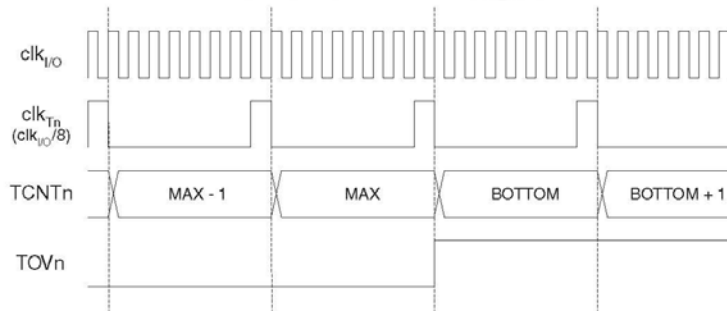 clkI/O
clkTn
(clkI/O/8)
TCNTn MAX - 1 MAX BOTTOM BOTTOM + 1
TOVn